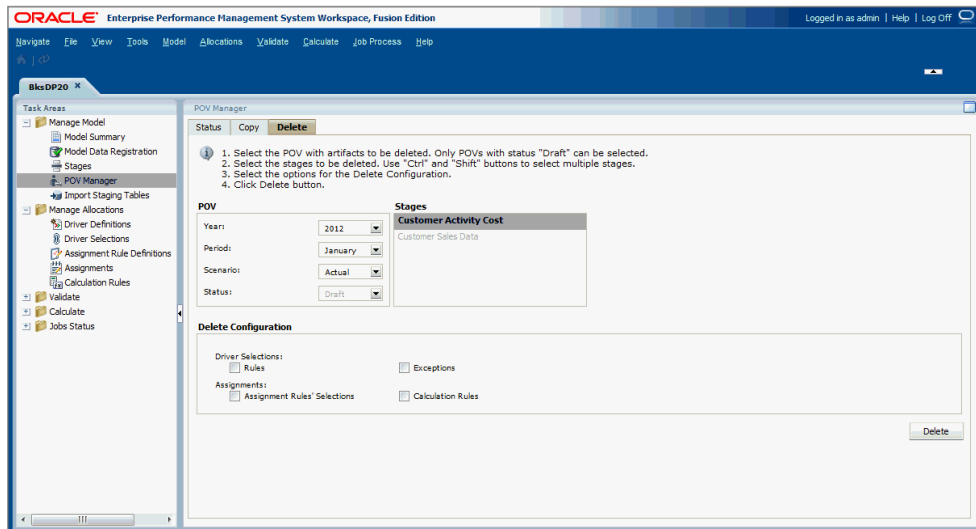 ORACLE Enterprise Performance Management System Workspace, Fusion Edition
Logged in as admin | Help | Log Off
Navigate File View Tools Model Allocations Validate Calculate Job Process Help
BksDP20
Task Areas
Manage Model
Model Summary
Model Data Registration
Stages
POV Manager
Import Staging Tables
Manage Allocations
Driver Definitions
Driver Selections
Assignment Rule Definitions
Assignments
Calculation Rules
Validate
Calculate
Jobs Status
POV Manager
Status Copy Delete
1. Select the POV with artifacts to be deleted. Only POVs with status "Draft" can be selected.
2. Select the stages to be deleted. Use "Ctrl" and "Shift" buttons to select multiple stages.
3. Select the options for the Delete Configuration.
4. Click Delete button.
POV
Year: 2012
Period: January
Scenario: Actual
Status: Draft
Stages
Customer Activity Cost
Customer Sales Data
Delete Configuration
Driver Selections:
Rules Exceptions
Assignments:
Assignment Rules' Selections Calculation Rules
Delete